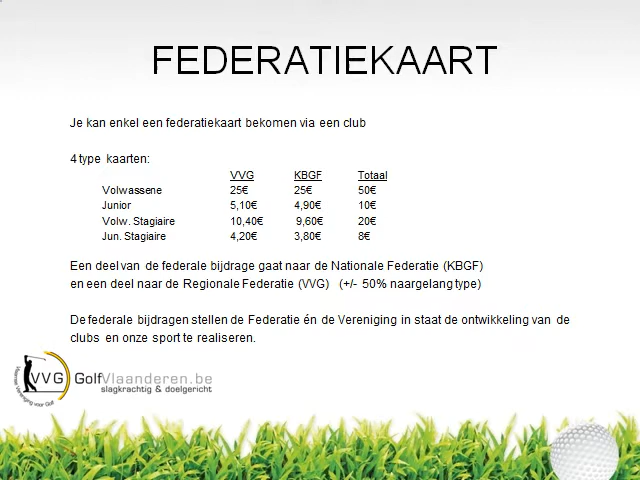 FEDERATIEKAART
Je kan enkel een federatiekaart bekomen via een club
4 type kaarten:
VVG KBGF Totaal
Volwassene 25€ 25€ 50€
Junior 5,10€ 4,90€ 10€
Volw. Stagiaire 10,40€ 9,60€ 20€
Jun. Stagiaire 4,20€ 3,80€ 8€
Een deel van de federale bijdrage gaat naar de Nationale Federatie (KBGF)
en een deel naar de Regionale Federatie (VVG) (+/- 50% naargelang type)
De federale bijdragen stellen de Federatie én de Vereniging in staat de ontwikkeling van de
clubs en onze sport te realiseren.
VVG GolfVlaanderen.be
slagkrachtig & doelgericht
Vlaamse Vereniging voor Golf